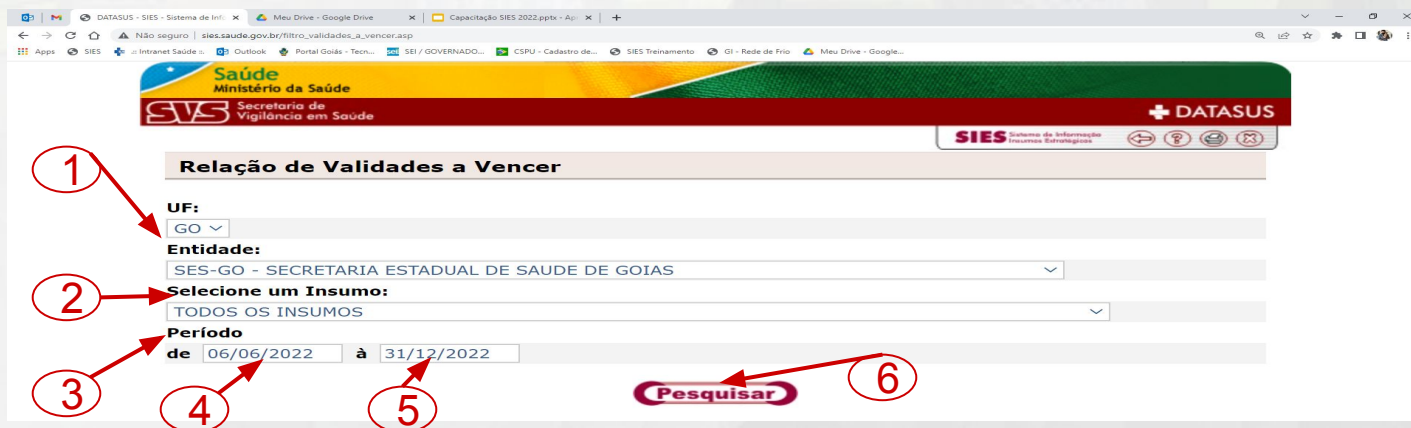 DATASUS - SIES - Sistema de Info
Meu Drive - Google Drive
Capacitação SIES 2022.pptx - Ap
Não seguro | sies.saude.gov.br/filtro_validades_a_vencer.asp
Apps
SIES
.:: Intranet Saúde ::.
Outlook
Portal Goiás - Tecn...
SEI / GOVERNADO...
CSPU - Cadastro de...
SIES Treinamento
GI - Rede de Frio
Meu Drive - Google...
Saúde
Ministério da Saúde
SVS Secretaria de
Vigilância em Saúde
DATASUS
SIES Sistema de Informação
Insumos Estratégicos
Relação de Validades a Vencer
1
UF:
GO
Entidade:
SES-GO - SECRETARIA ESTADUAL DE SAUDE DE GOIAS
2
Selecione um Insumo:
TODOS OS INSUMOS
Período
de 06/06/2022 à 31/12/2022
3
4
5
Pesquisar
6